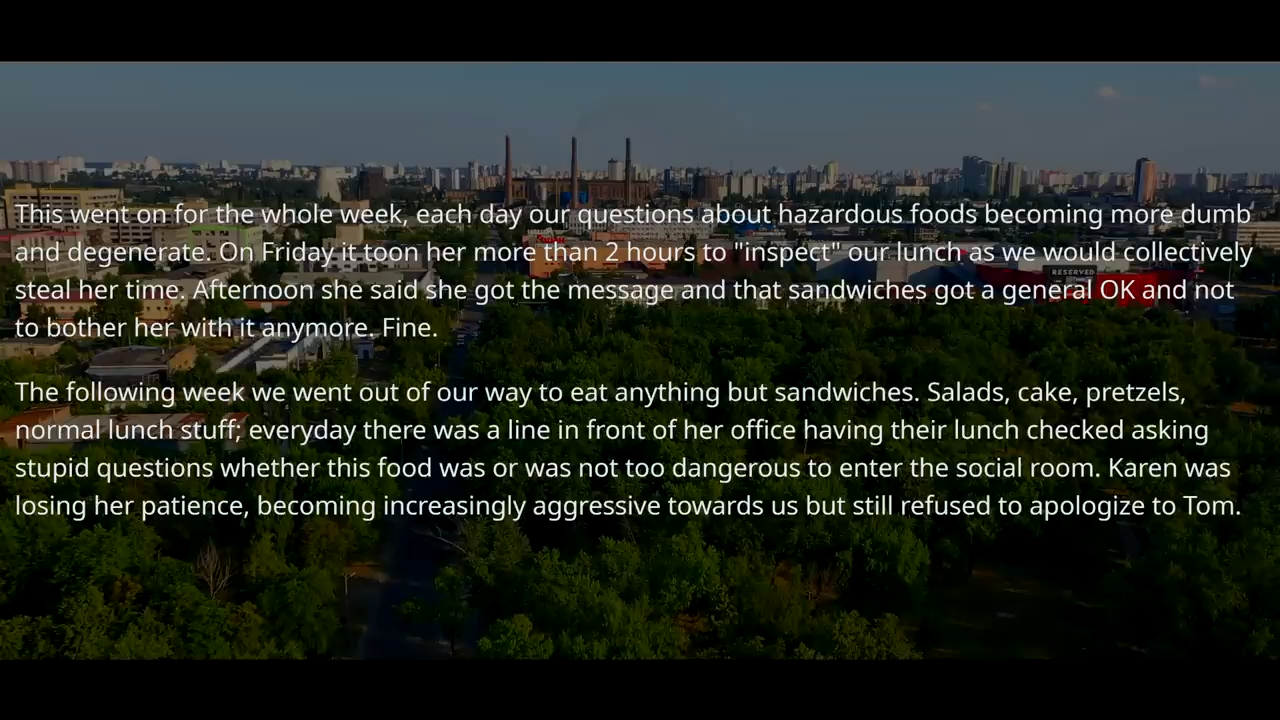 This went on for the whole week, each day our questions about hazardous foods becoming more dumb
and degenerate. On Friday it toon her more than 2 hours to "inspect" our lunch as we would collectively
steal her time. Afternoon she said she got the message and that sandwiches got a general OK and not
to bother her with it anymore. Fine.
The following week we went out of our way to eat anything but sandwiches. Salads, cake, pretzels,
normal lunch stuff; everyday there was a line in front of her office having their lunch checked asking
stupid questions whether this food was or was not too dangerous to enter the social room. Karen was
losing her patience, becoming increasingly aggressive towards us but still refused to apologize to Tom.
RESERVED